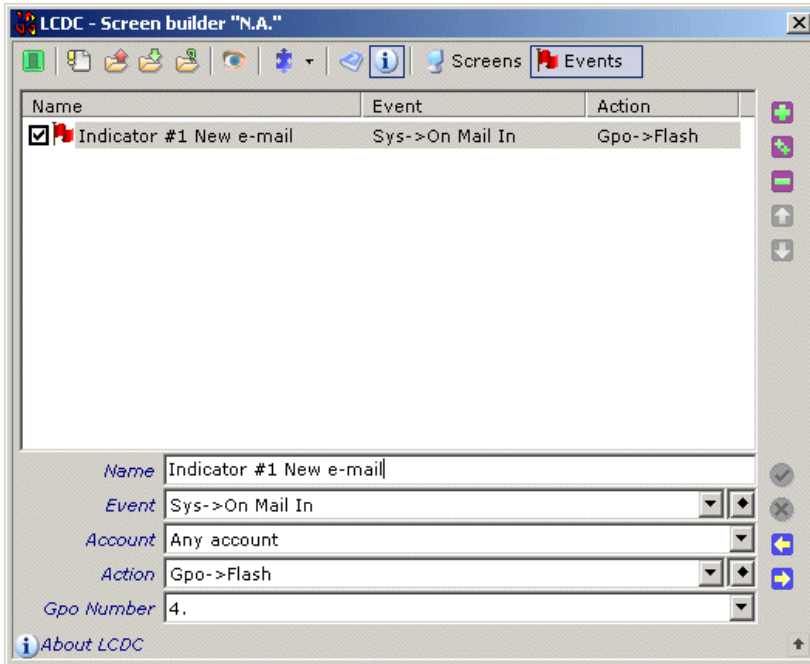 LCDC - Screen builder "N.A."
Screens Events
Name Event Action
Indicator #1 New e-mail Sys->On Mail In Gpo->Flash
Name Indicator #1 New e-mail
Event Sys->On Mail In
Account Any account
Action Gpo->Flash
Gpo Number 4.
About LCDC